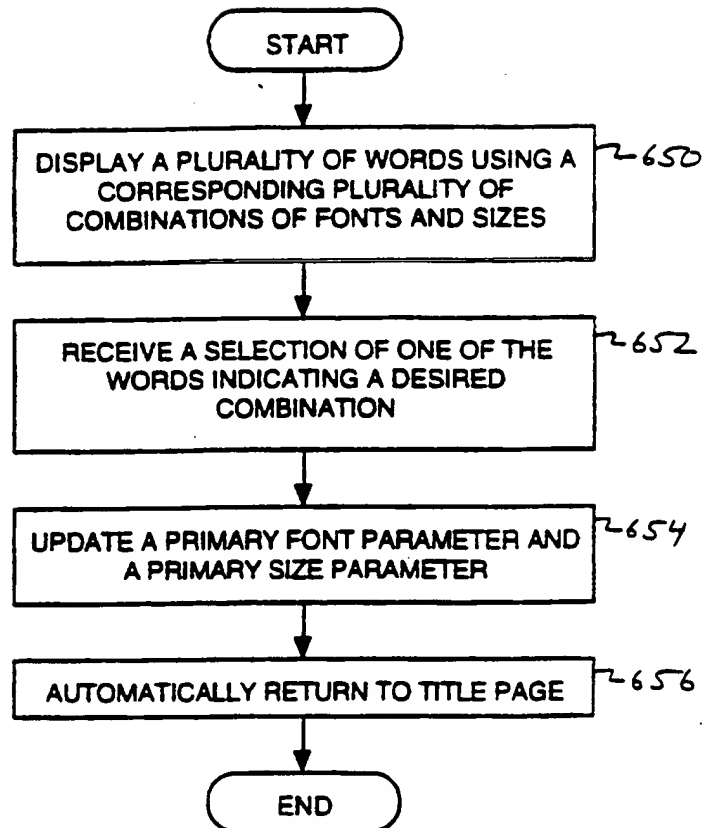 START
DISPLAY A PLURALITY OF WORDS USING A
CORRESPONDING PLURALITY OF
COMBINATIONS OF FONTS AND SIZES
650
RECEIVE A SELECTION OF ONE OF THE
WORDS INDICATING A DESIRED
COMBINATION
652
UPDATE A PRIMARY FONT PARAMETER AND
A PRIMARY SIZE PARAMETER
654
AUTOMATICALLY RETURN TO TITLE PAGE
656
END